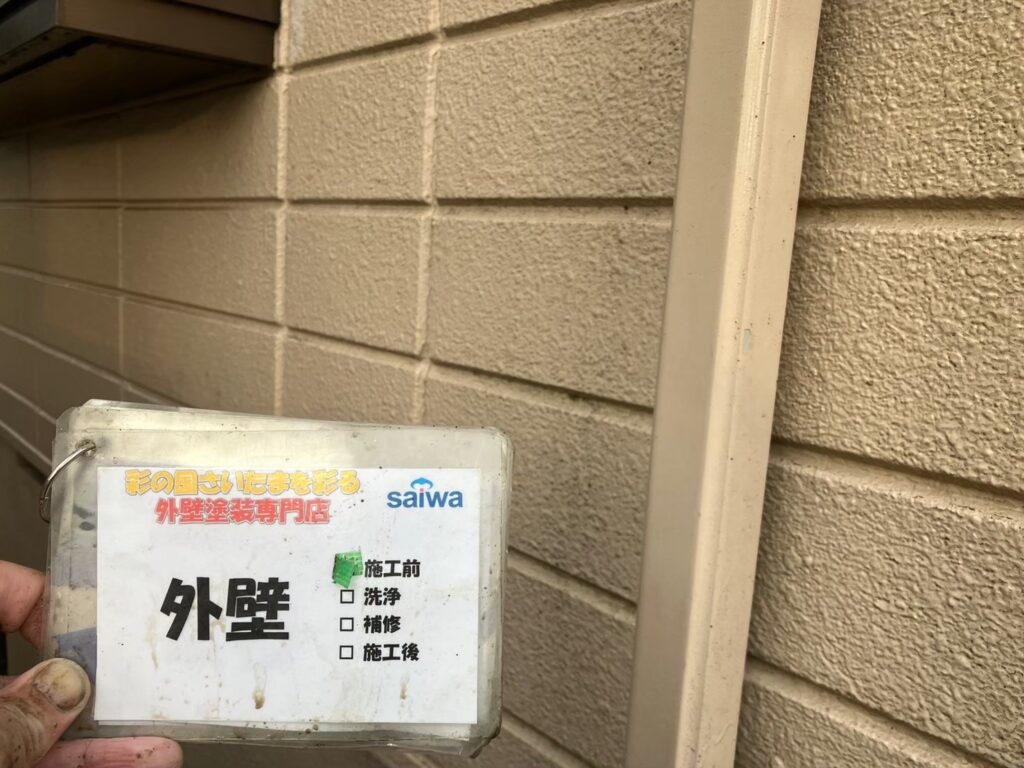 彩の国さいたまを彩る
外壁塗装専門店
saiwa
外壁
施工前
□ 洗浄
□ 補修
□ 施工後